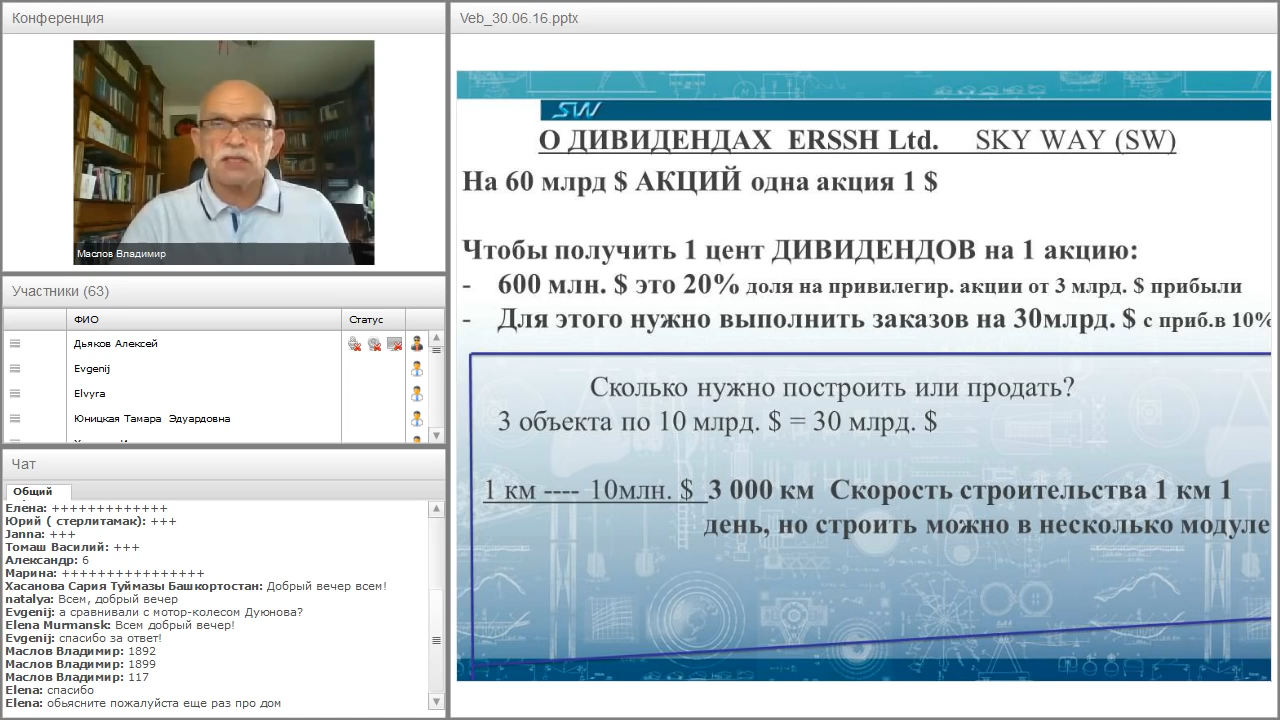 Конференция
Маслов Владимир
Участники (63)
ФИО Статус
Дьяков Алексей
Evgenij
Elvyra
Юницкая Тамара Эдуардовна
Чат
Общий
Елена: +++++++++++++
Юрий ( стерлитамак): +++
Janna: +++
Томаш Василий: +++
Александр: 6
Марина: ++++++++++++++++
Хасанова Сария Туймазы Башкортостан: Добрый вечер всем!
natalya: Всем, добрый вечер
Evgenij: а сравнивали с мотор-колесом Дуюнова?
Elena Murmansk: Всем добрый вечер!
Evgenij: спасибо за ответ!
Маслов Владимир: 1892
Маслов Владимир: 1899
Маслов Владимир: 117
Elena: спасибо
Elena: обьясните пожалуйста еще раз про дом
Veb_30.06.16.pptx
SW
О ДИВИДЕНДАХ ERSSH Ltd. SKY WAY (SW)
На 60 млрд $ АКЦИЙ одна акция 1 $
Чтобы получить 1 цент ДИВИДЕНДОВ на 1 акцию:
- 600 млн. $ это 20% доля на привилегир. акции от 3 млрд. $ прибыли
- Для этого нужно выполнить заказов на 30млрд. $ с приб.в 10%
Сколько нужно построить или продать?
3 объекта по 10 млрд. $ = 30 млрд. $
1 км ---- 10млн. $ 3 000 км Скорость строительства 1 км 1
день, но строить можно в несколько модуле